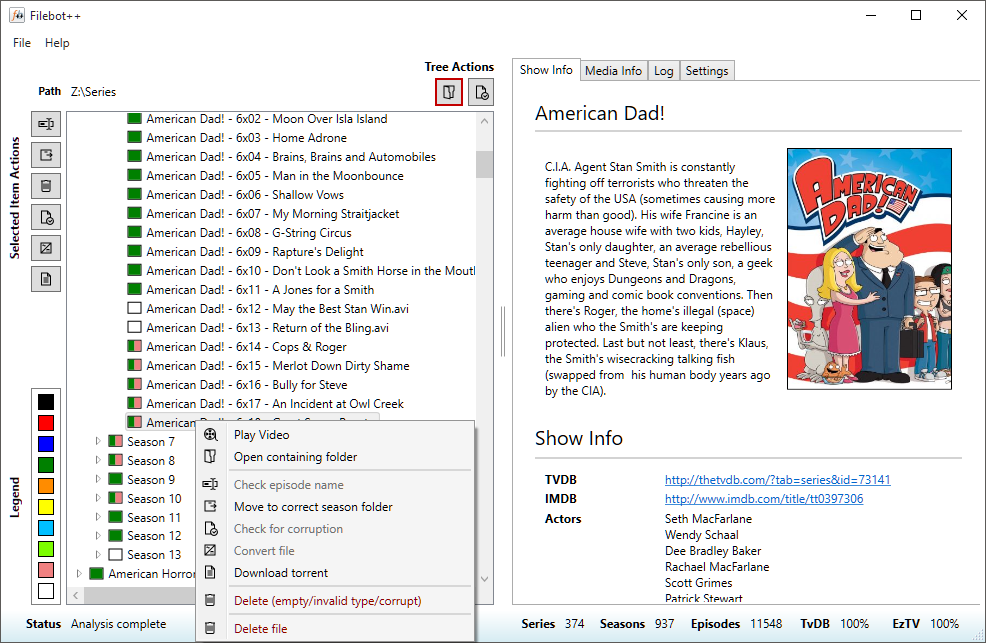 Filebot++
File Help
Tree Actions
Path Z:\Series
Selected Item Actions
American Dad! - 6x02 - Moon Over Isla Island
American Dad! - 6x03 - Home Adrone
American Dad! - 6x04 - Brains, Brains and Automobiles
American Dad! - 6x05 - Man in the Moonbounce
American Dad! - 6x06 - Shallow Vows
American Dad! - 6x07 - My Morning Straitjacket
American Dad! - 6x08 - G-String Circus
American Dad! - 6x09 - Rapture's Delight
American Dad! - 6x10 - Don't Look a Smith Horse in the Mouth
American Dad! - 6x11 - A Jones for a Smith
American Dad! - 6x12 - May the Best Stan Win.avi
American Dad! - 6x13 - Return of the Bling.avi
American Dad! - 6x14 - Cops & Roger
American Dad! - 6x15 - Merlot Down Dirty Shame
American Dad! - 6x16 - Bully for Steve
American Dad! - 6x17 - An Incident at Owl Creek
American
Season 7
Season 8
Season 9
Season 10
Season 11
Season 12
Season 13
American Horror
Legend
Play Video
Open containing folder
Check episode name
Move to correct season folder
Check for corruption
Convert file
Download torrent
Delete (empty/invalid type/corrupt)
Delete file
Show Info Media Info Log Settings
American Dad!
C.I.A. Agent Stan Smith is constantly
fighting off terrorists who threaten the
safety of the USA (sometimes causing more
harm than good). His wife Francine is an
average house wife with two kids, Hayley,
Stan's only daughter, an average rebellious
teenager and Steve, Stan's only son, a geek
who enjoys Dungeons and Dragons,
gaming and comic book conventions. Then
there's Roger, the home's illegal (space)
alien who the Smith's are keeping
protected. Last but not least, there's Klaus,
the Smith's wisecracking talking fish
(swapped from his human body years ago
by the CIA).
AMERICAN
DAD!
Show Info
TVDB http://thetvdb.com/?tab=series&id=73141
IMDB http://www.imdb.com/title/tt0397306
Actors Seth MacFarlane
Wendy Schaal
Dee Bradley Baker
Rachael MacFarlane
Scott Grimes
Patrick Stewart
Status Analysis complete
Series 374 Seasons 937 Episodes 11548 TvDB 100% EzTV 100%